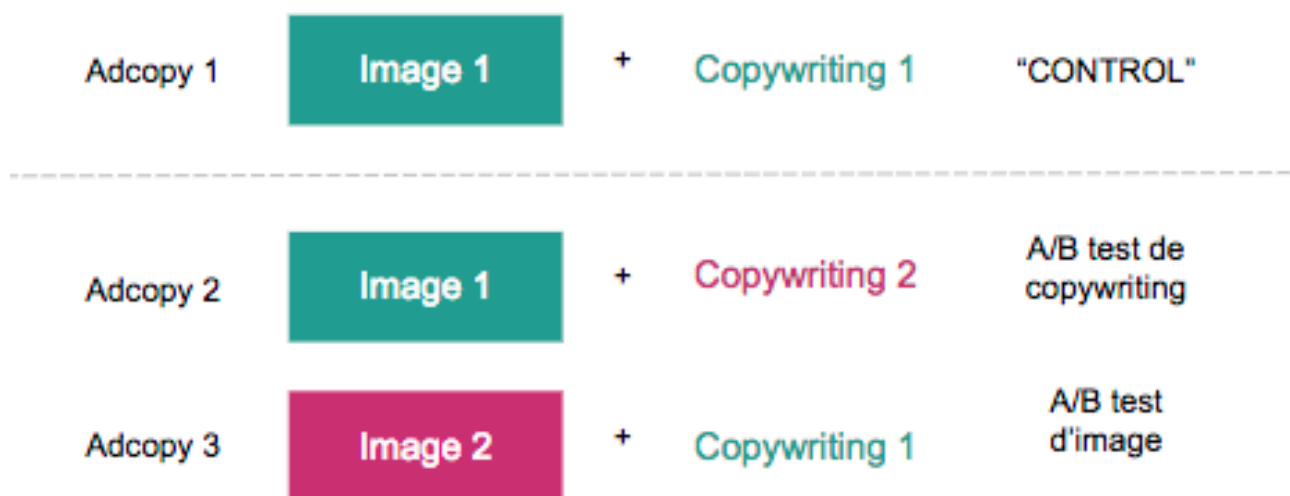 Adcopy 1 Image 1 + Copywriting 1 "CONTROL"
Adcopy 2 Image 1 + Copywriting 2 A/B test de
copywriting
Adcopy 3 Image 2 + Copywriting 1 A/B test
d'image